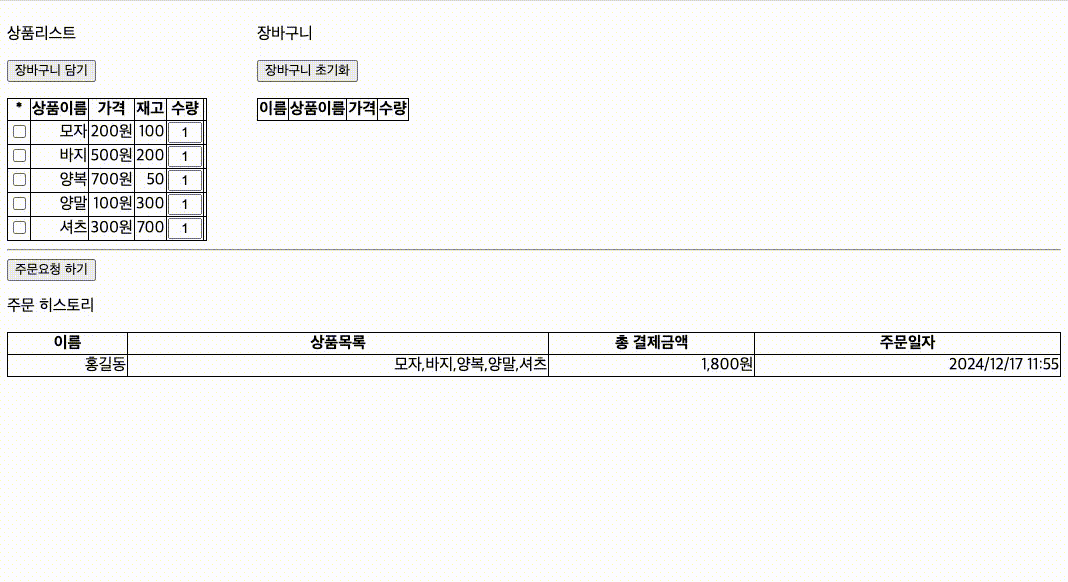 상품리스트
장바구니 담기
* 상품이름 가격 재고 수량
모자 200원 100 1
바지 500원 200 1
양복 700원 50 1
양말 100원 300 1
셔츠 300원 700 1
장바구니
장바구니 초기화
이름 상품이름 가격 수량
주문요청 하기
주문 히스토리
이름 상품목록 총 결제금액 주문일자
홍길동 모자,바지,양복,양말,셔츠 1,800원 2024/12/17 11:55